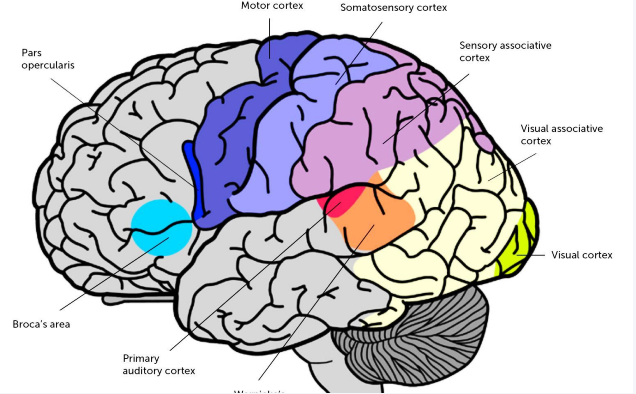 Motor cortex
Somatosensory cortex
Pars
opercularis
Sensory associative
cortex
Visual associative
cortex
Visual cortex
Broca's area
Primary
auditory cortex